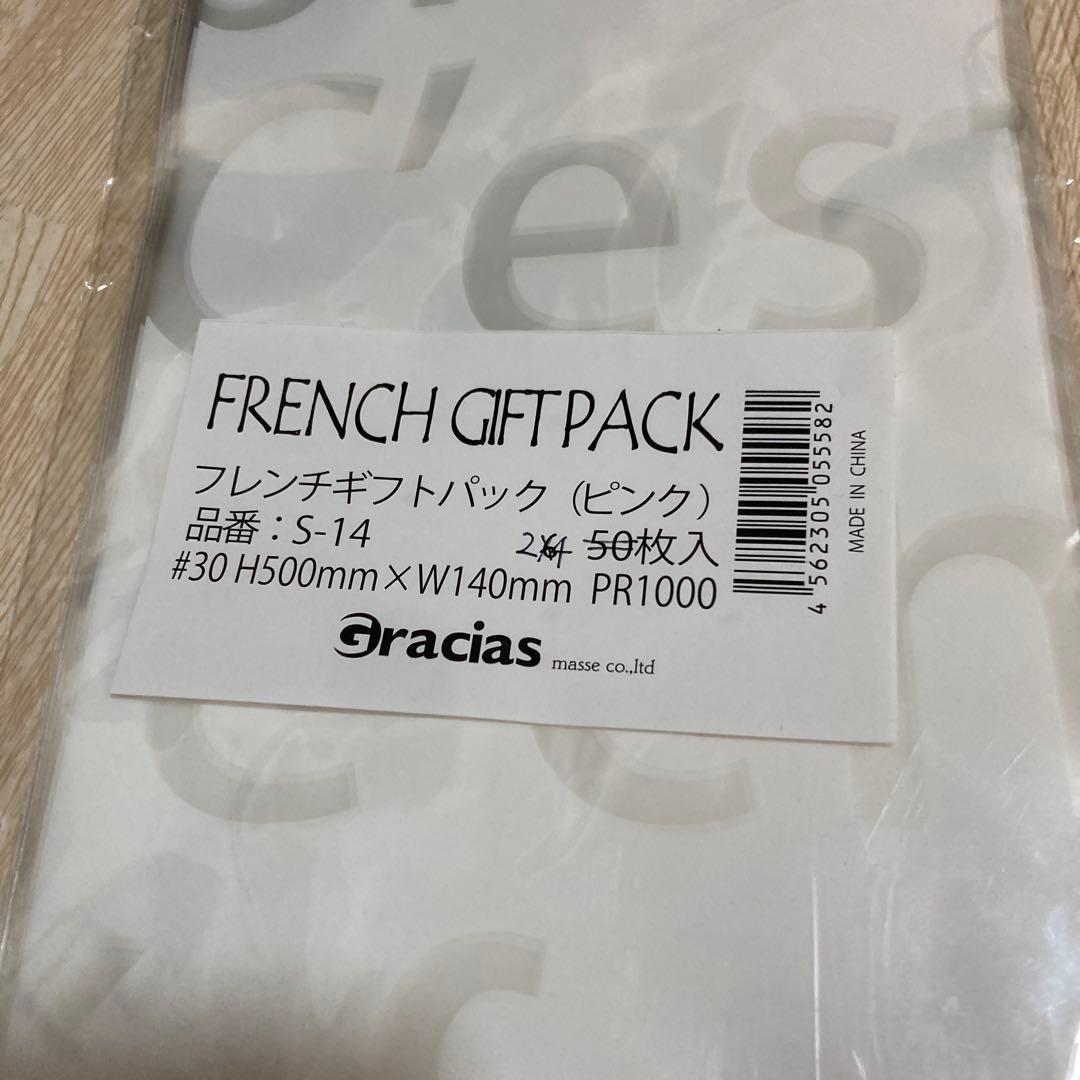 C'es
FRENCH GIFT PACK
フレンチギフトパック（ピンク）
品番：S-14
50枚入
#30 H500mm×W140mm PR1000
Gracias masse co.,ltd
4 562305 055582
MADE IN CHINA